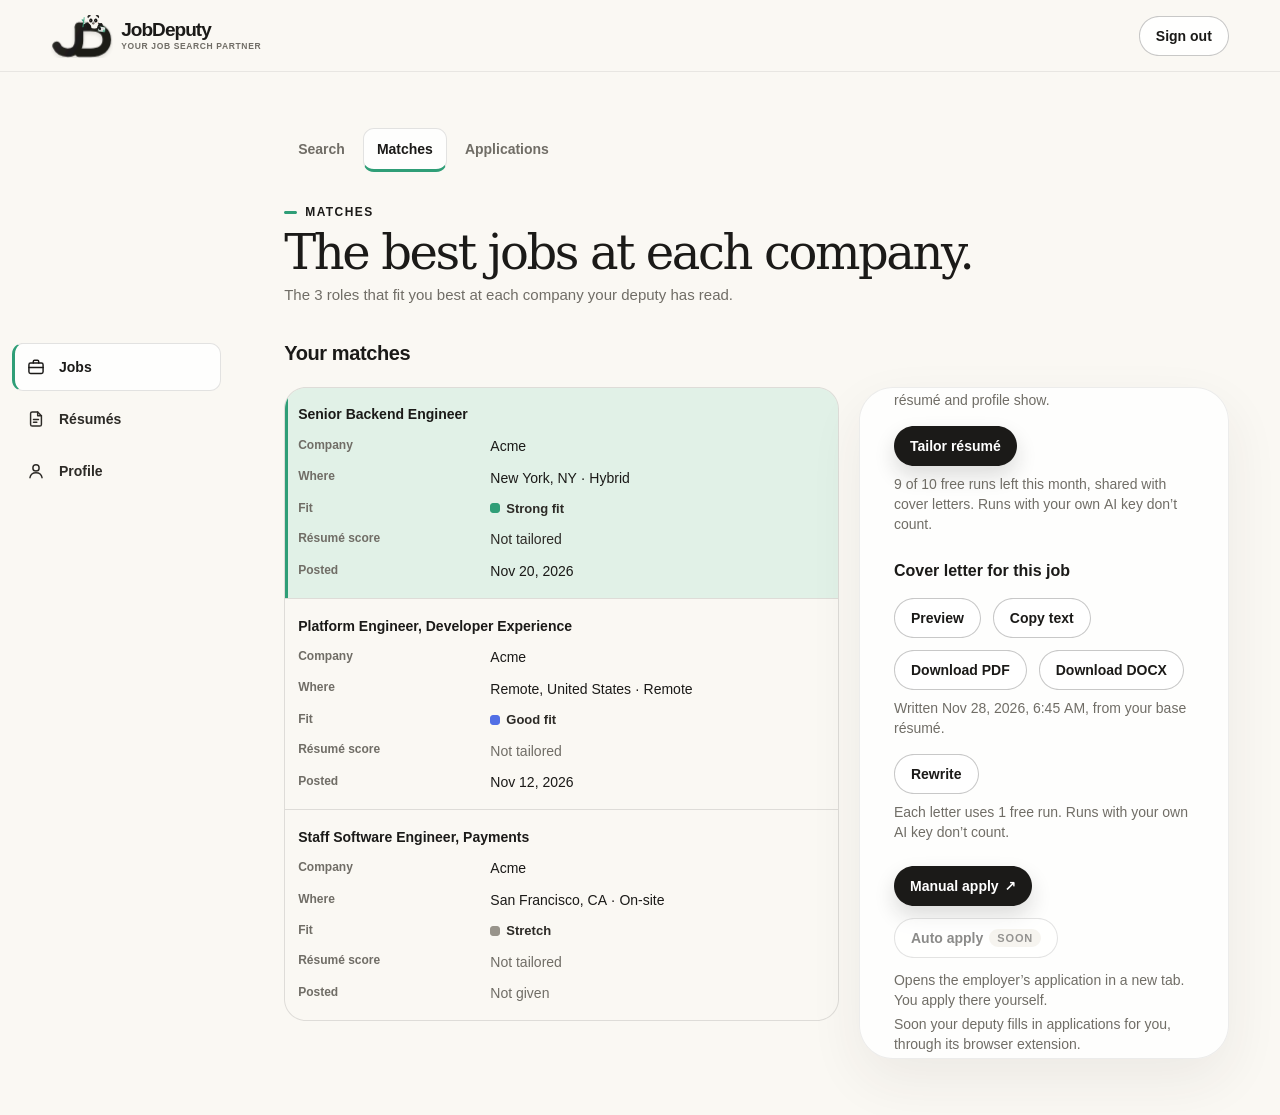 JobDeputy
YOUR JOB SEARCH PARTNER
Sign out
Search
Matches
Applications
MATCHES
The best jobs at each company.
The 3 roles that fit you best at each company your deputy has read.
Jobs
Résumés
Profile
Your matches
Senior Backend Engineer
Company Acme
Where New York, NY · Hybrid
Fit Strong fit
Résumé score Not tailored
Posted Nov 20, 2026
Platform Engineer, Developer Experience
Company Acme
Where Remote, United States · Remote
Fit Good fit
Résumé score Not tailored
Posted Nov 12, 2026
Staff Software Engineer, Payments
Company Acme
Where San Francisco, CA · On-site
Fit Stretch
Résumé score Not tailored
Posted Not given
résumé and profile show.
Tailor résumé
9 of 10 free runs left this month, shared with
cover letters. Runs with your own AI key don’t
count.
Cover letter for this job
Preview
Copy text
Download PDF
Download DOCX
Written Nov 28, 2026, 6:45 AM, from your base
résumé.
Rewrite
Each letter uses 1 free run. Runs with your own
AI key don’t count.
Manual apply ↗
Auto apply SOON
Opens the employer’s application in a new tab.
You apply there yourself.
Soon your deputy fills in applications for you,
through its browser extension.